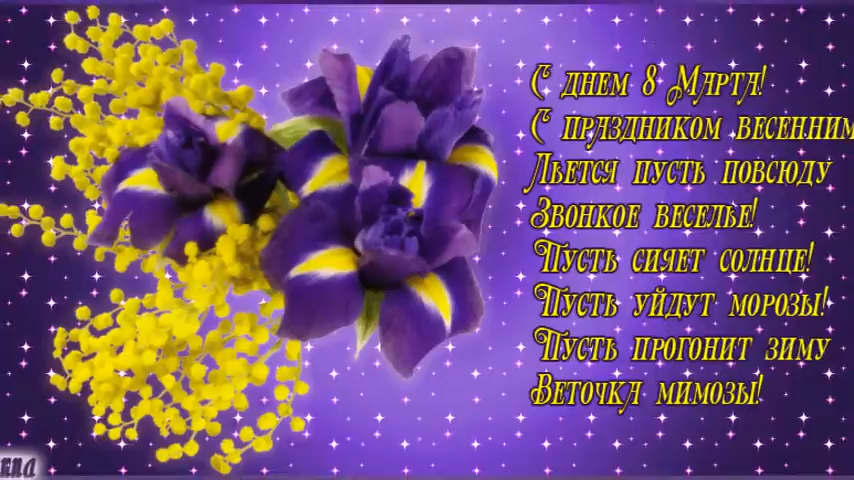 С днем 8 Марта!
С праздником весенним
Льется пусть повсюду
Звонкое веселье!
Пусть сияет солнце!
Пусть уйдут морозы!
Пусть прогонит зиму
Веточка мимозы!